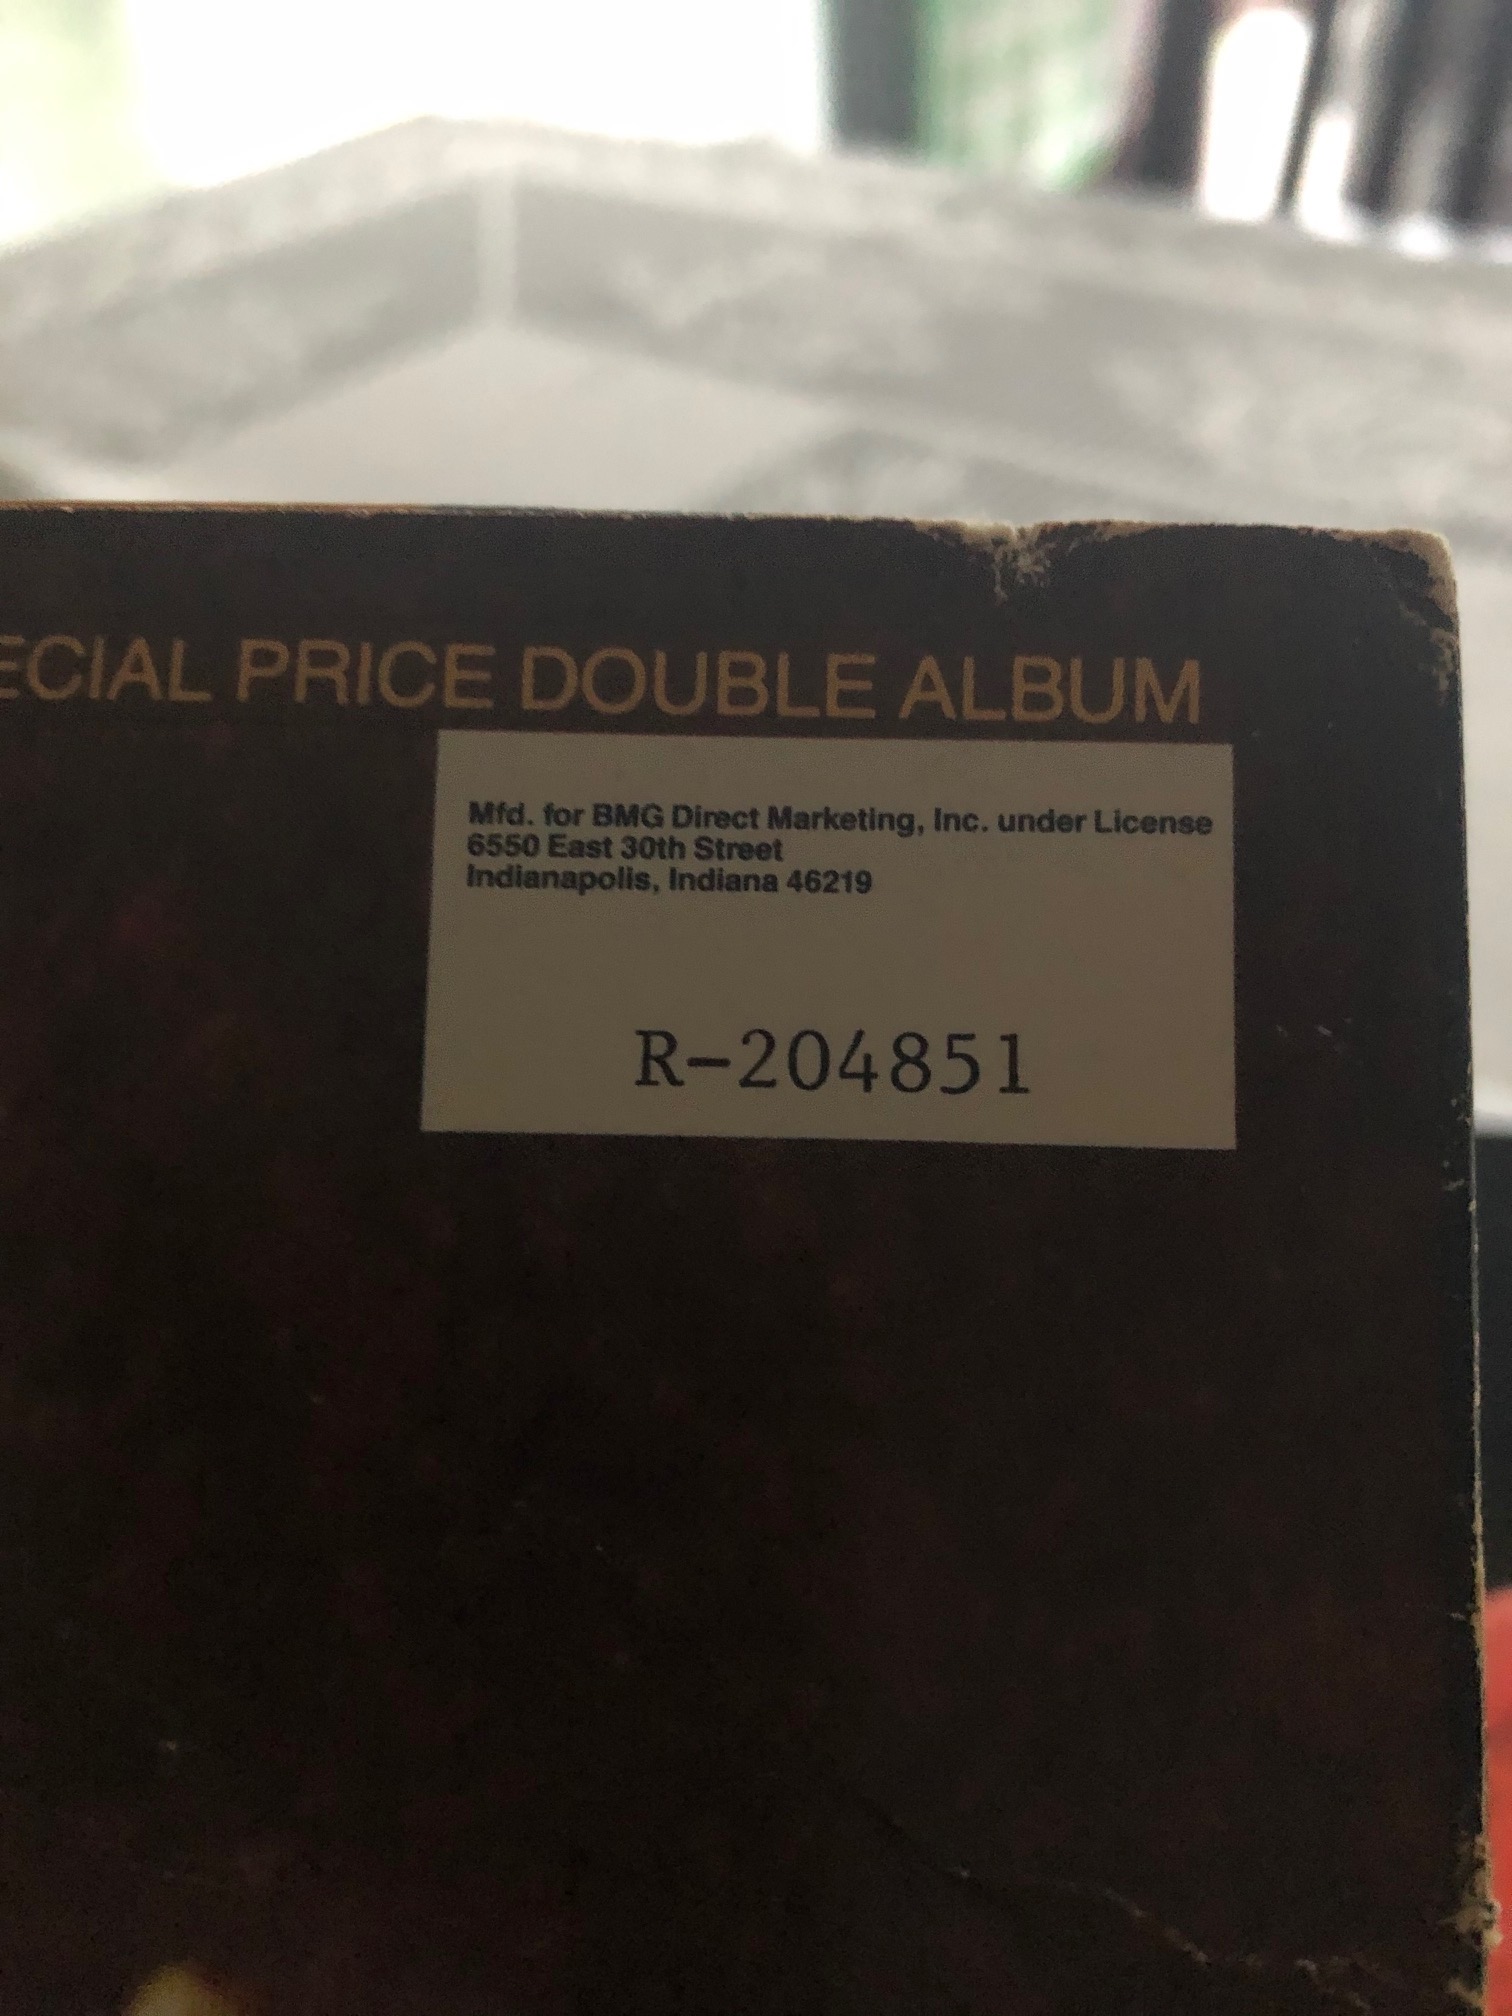 ECIAL PRICE DOUBLE ALBUM
Mfd. for BMG Direct Marketing, Inc. under License
6550 East 30th Street
Indianapolis, Indiana 46219
R-204851